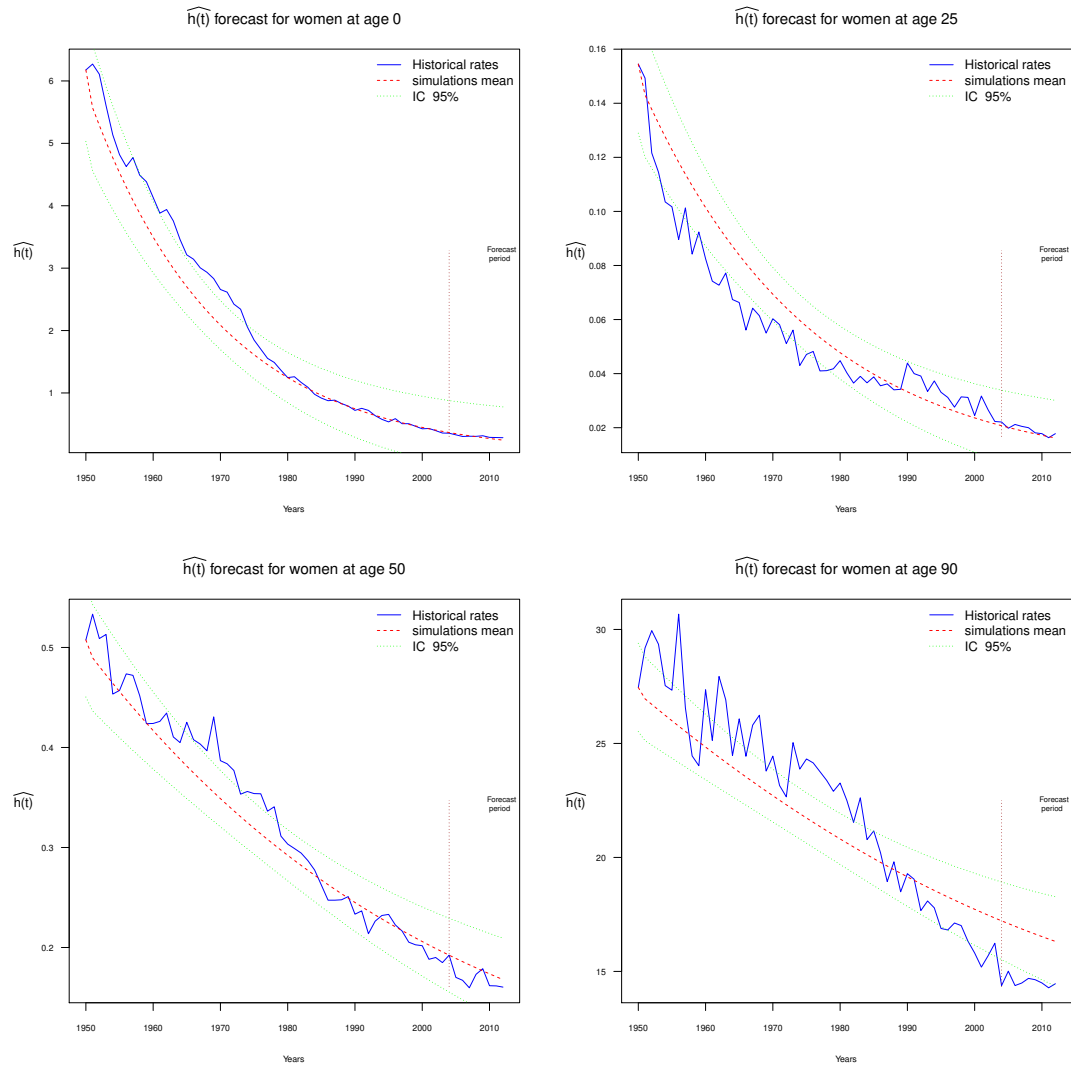 h(t) forecast for women at age 0
Historical rates
simulations mean
IC 95%
6
5
4
3
2
1
h(t)
Forecast
period
1950
1960
1970
1980
1990
2000
2010
Years
h(t) forecast for women at age 25
Historical rates
simulations mean
IC 95%
0.16
0.14
0.12
0.10
0.08
0.06
0.04
0.02
h(t)
Forecast
period
1950
1960
1970
1980
1990
2000
2010
Years
h(t) forecast for women at age 50
Historical rates
simulations mean
IC 95%
0.5
0.4
0.3
0.2
h(t)
Forecast
period
1950
1960
1970
1980
1990
2000
2010
Years
h(t) forecast for women at age 90
Historical rates
simulations mean
IC 95%
30
25
20
15
h(t)
Forecast
period
1950
1960
1970
1980
1990
2000
2010
Years